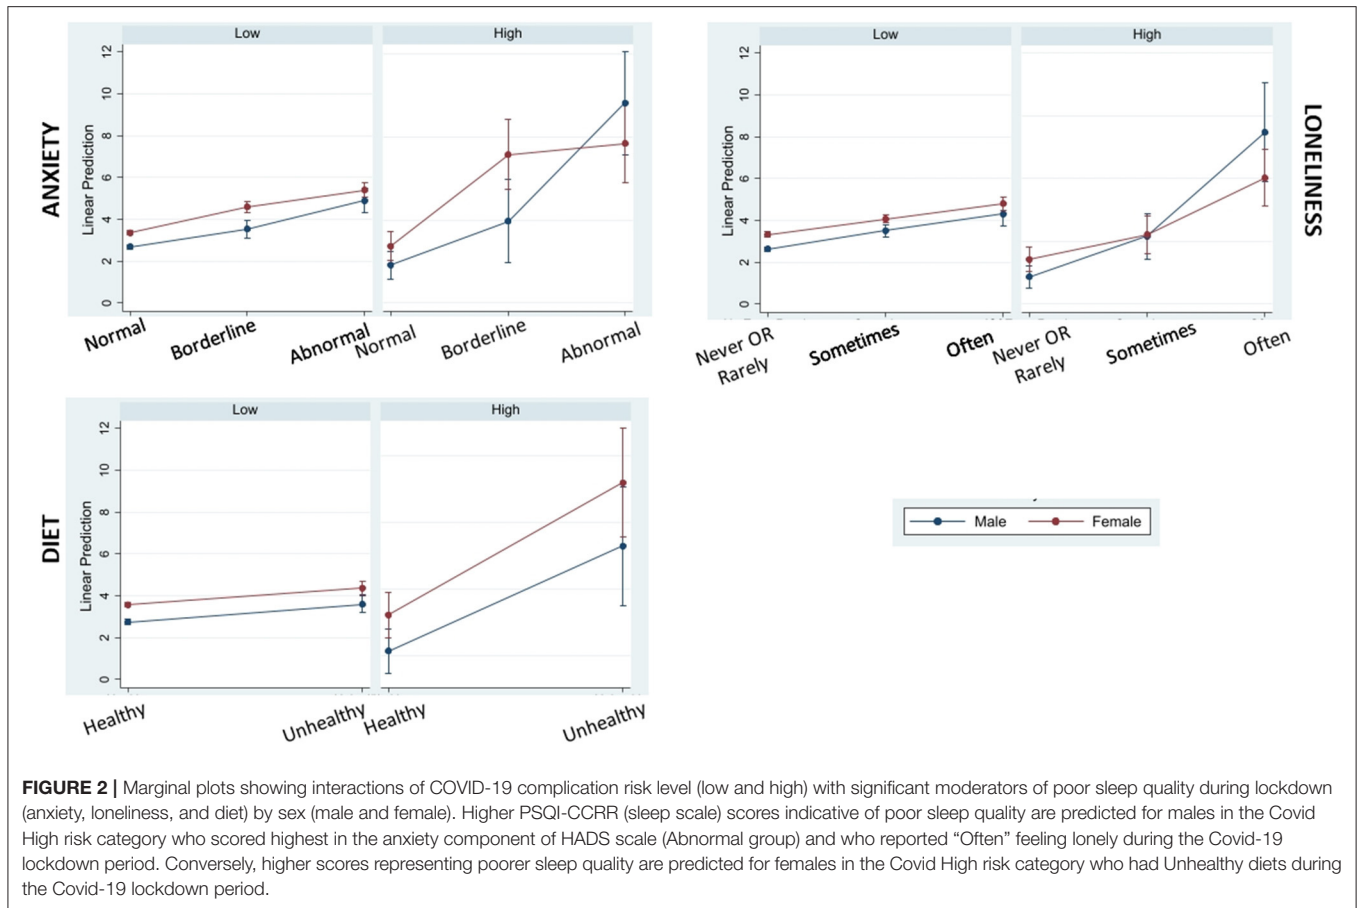 Low
High
12
10
8
6
4
2
0
Linear Prediction
ANXIETY
Normal
Borderline
Abnormal
Normal
Borderline
Abnormal
Low
High
12
10
8
6
4
2
0
Linear Prediction
LONELINESS
Never OR
Rarely
Sometimes
Often
Never OR
Rarely
Sometimes
Often
Low
High
12
10
8
6
4
2
0
Linear Prediction
DIET
Healthy
Unhealthy
Healthy
Unhealthy
Male
Female
FIGURE 2 | Marginal plots showing interactions of COVID-19 complication risk level (low and high) with significant moderators of poor sleep quality during lockdown
(anxiety, loneliness, and diet) by sex (male and female). Higher PSQI-CCRR (sleep scale) scores indicative of poor sleep quality are predicted for males in the Covid
High risk category who scored highest in the anxiety component of HADS scale (Abnormal group) and who reported “Often” feeling lonely during the Covid-19
lockdown period. Conversely, higher scores representing poorer sleep quality are predicted for females in the Covid High risk category who had Unhealthy diets during
the Covid-19 lockdown period.